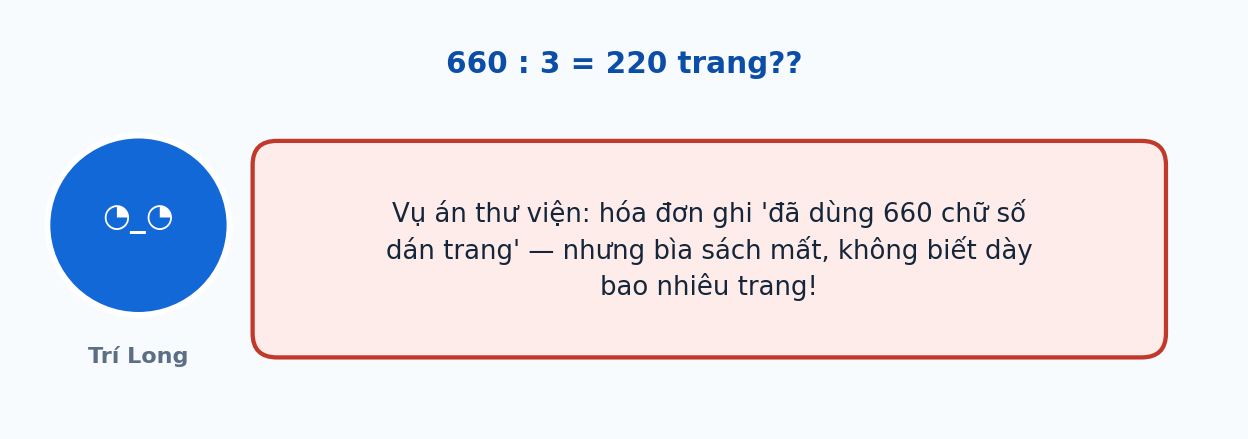 660 : 3 = 220 trang??
Vụ án thư viện: hóa đơn ghi 'đã dùng 660 chữ số
dán trang' — nhưng bìa sách mất, không biết dày
bao nhiêu trang!
◔_◔
Trí Long